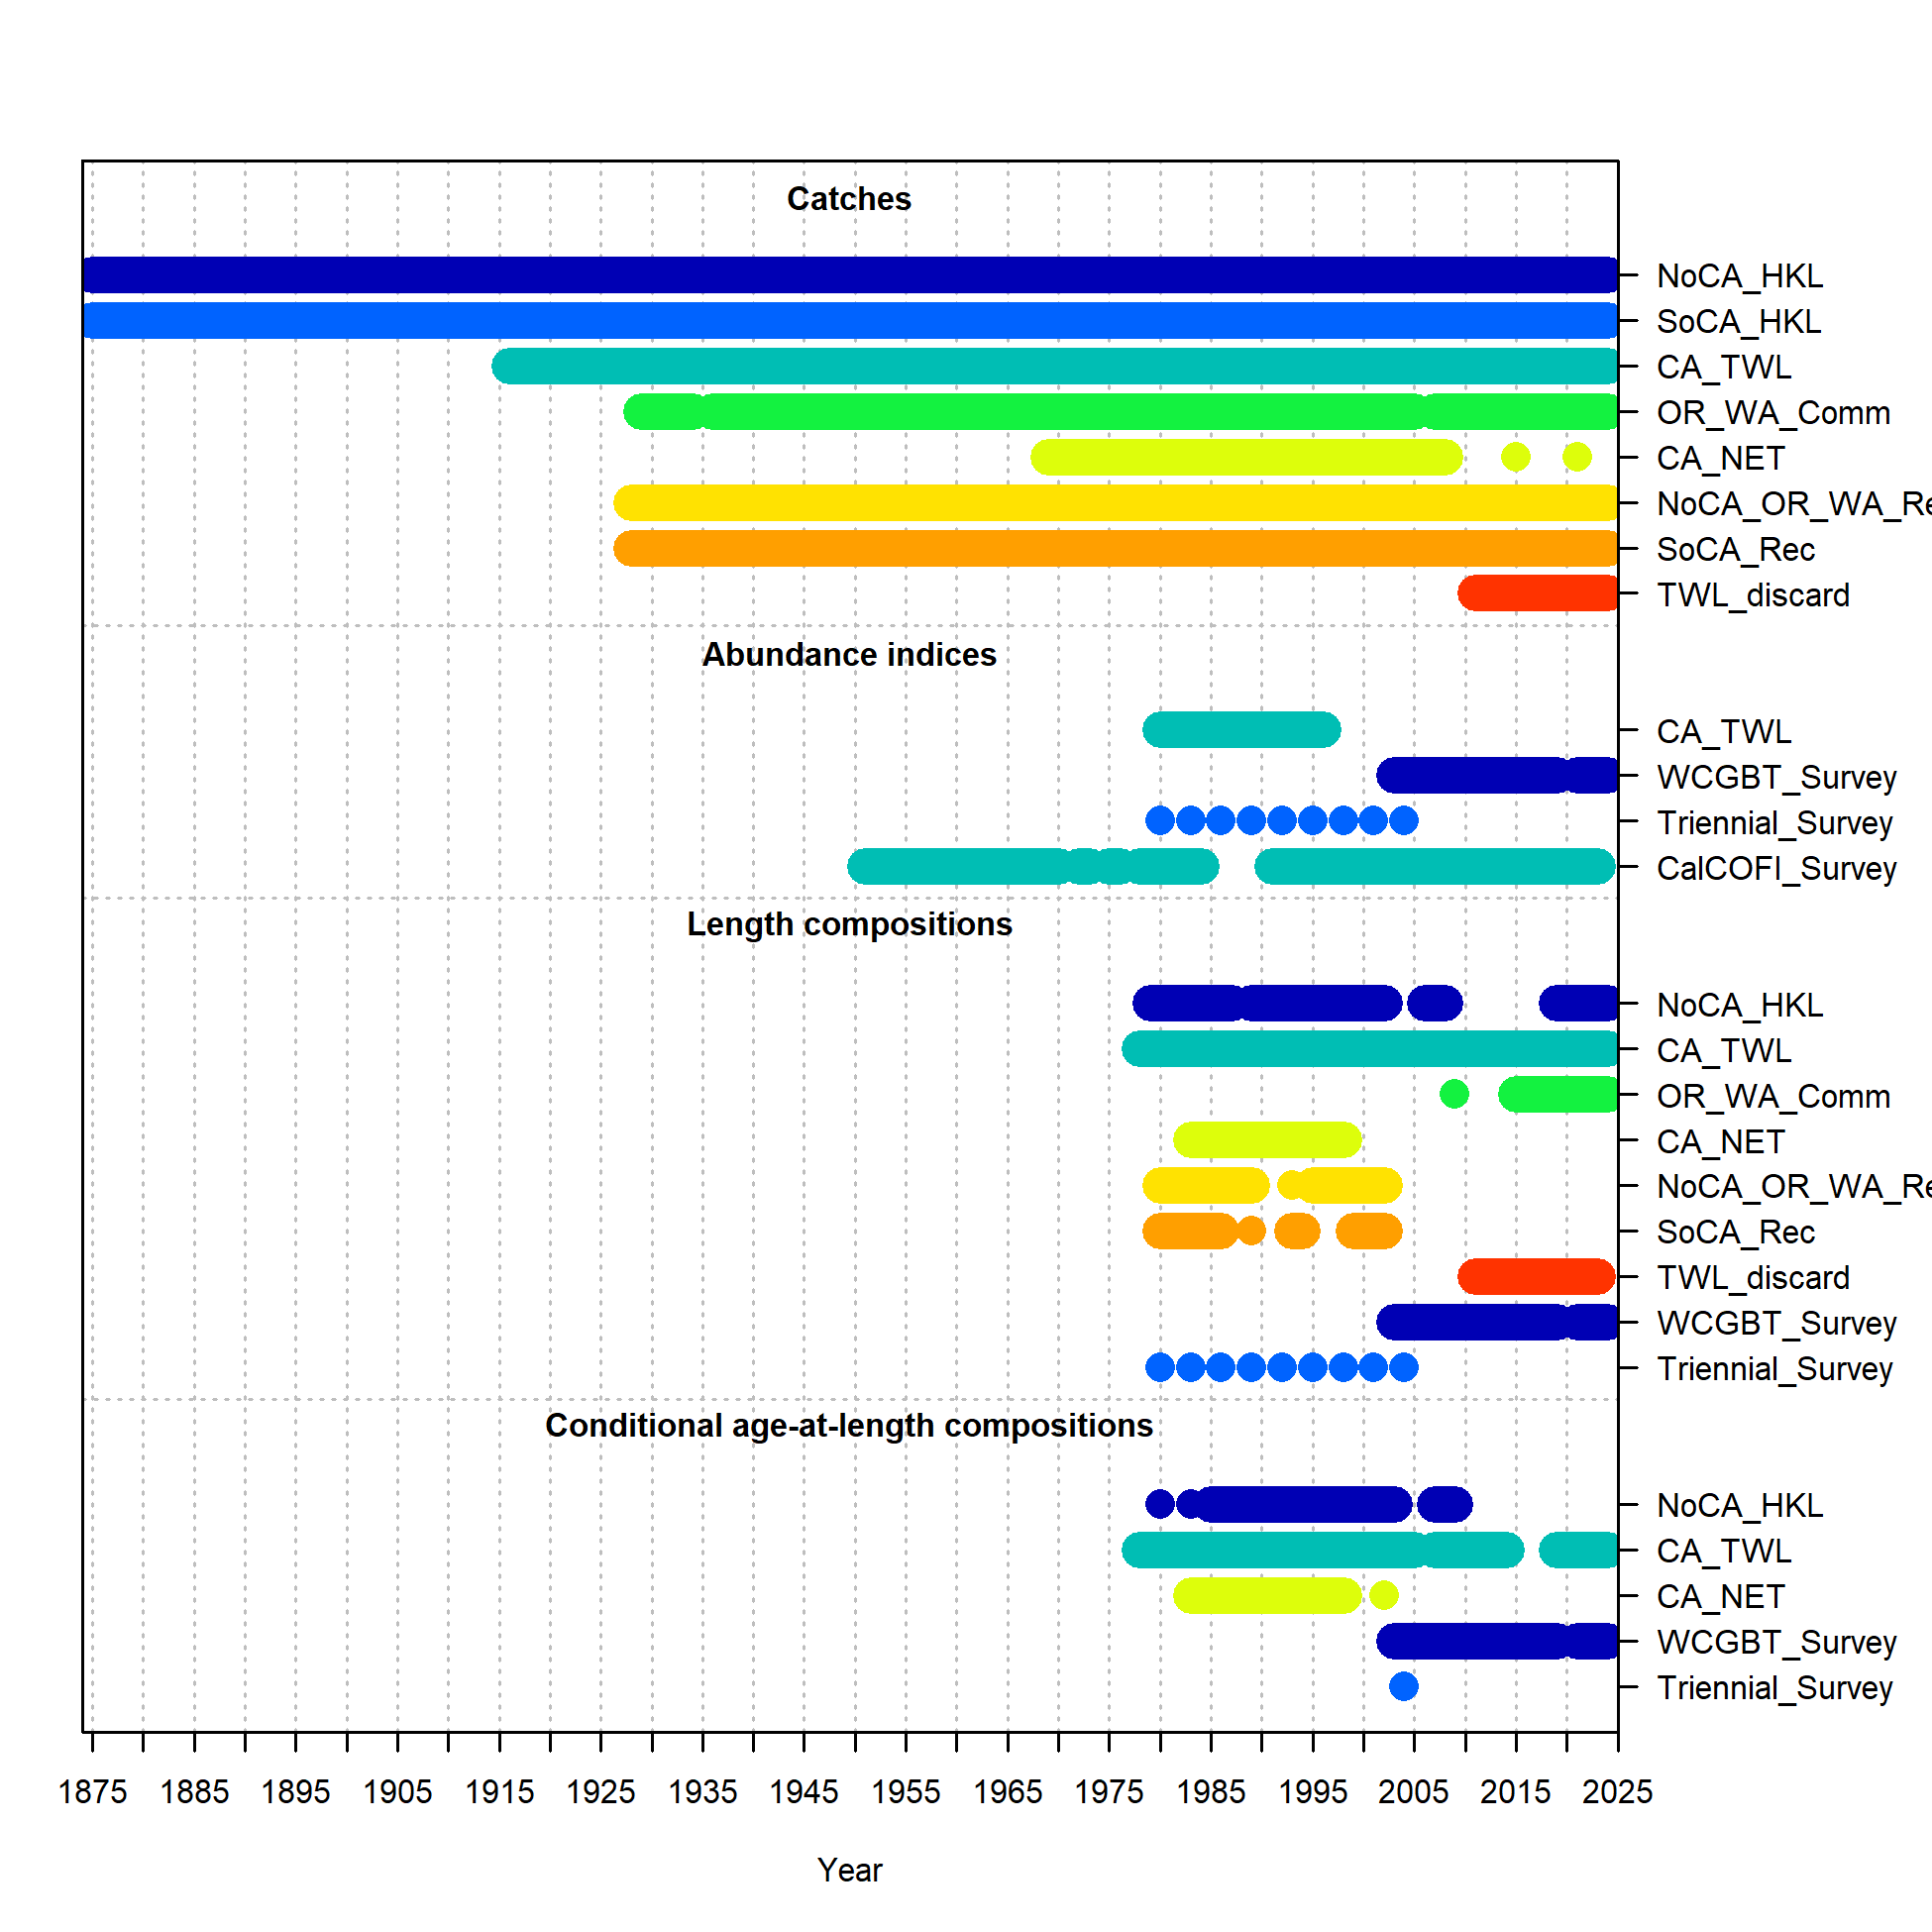 Catches
NoCA_HKL
SoCA_HKL
CA_TWL
OR_WA_Comm
CA_NET
NoCA_OR_WA_Re
SoCA_Rec
TWL_discard
Abundance indices
CA_TWL
WCGBT_Survey
Triennial_Survey
CalCOFI_Survey
Length compositions
NoCA_HKL
CA_TWL
OR_WA_Comm
CA_NET
NoCA_OR_WA_Re
SoCA_Rec
TWL_discard
WCGBT_Survey
Triennial_Survey
Conditional age-at-length compositions
NoCA_HKL
CA_TWL
CA_NET
WCGBT_Survey
Triennial_Survey
1875 1885 1895 1905 1915 1925 1935 1945 1955 1965 1975 1985 1995 2005 2015 2025
Year